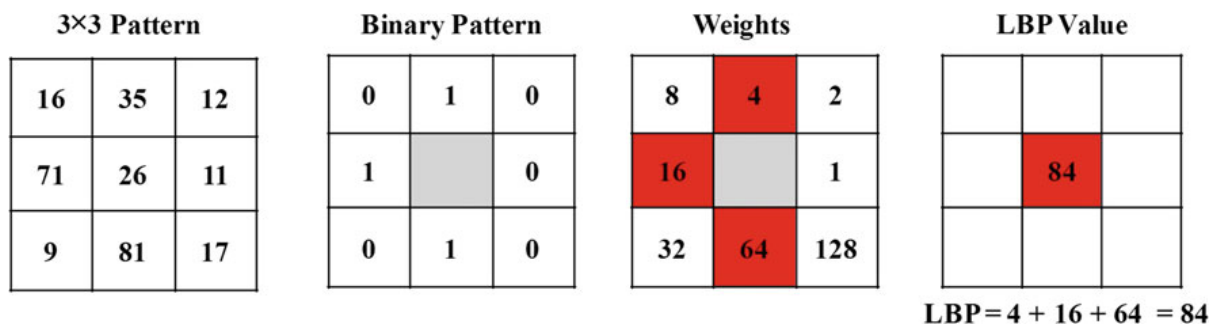 3×3 Pattern Binary Pattern Weights LBP Value
16 35 12 0 1 0 8 4 2
71 26 11 1 0 16 1 84
9 81 17 0 1 0 32 64 128
LBP = 4 + 16 + 64 = 84